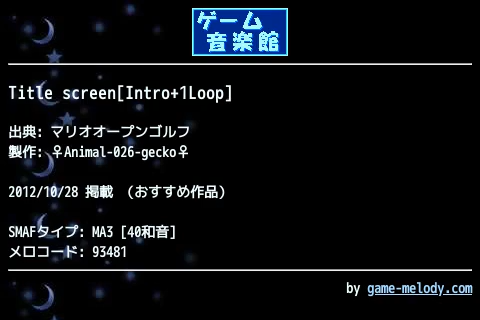 ゲーム
音楽館
Title screen[Intro+1Loop]
出典: マリオオープンゴルフ
製作: ♀Animal-026-gecko♀
2012/10/28 掲載 (おすすめ作品)
SMAFタイプ: MA3 [40和音]
メロコード: 93481
by game-melody.com